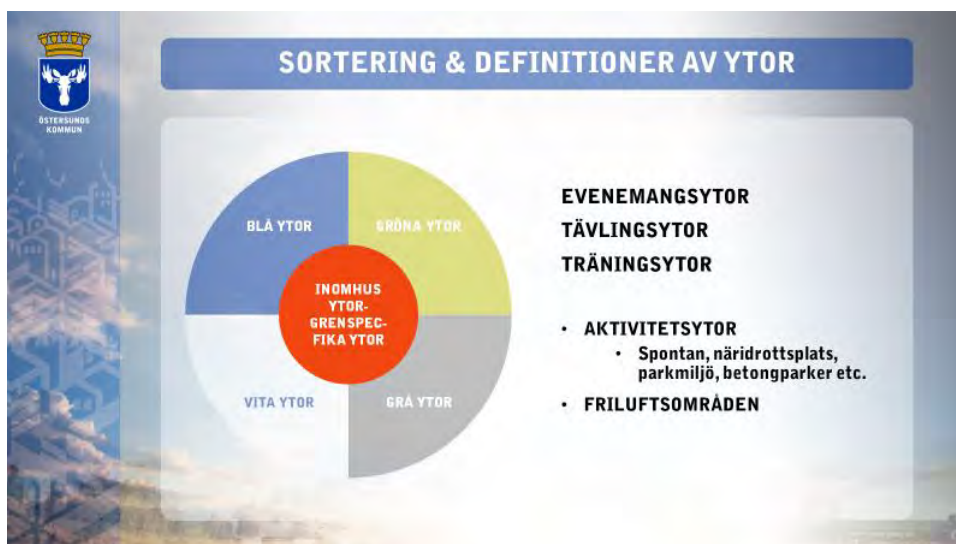 ÖSTERSUNDS
KOMMUN
SORTERING & DEFINITIONER AV YTOR
BLÅ YTOR
GRÖNA YTOR
INOMHUS
YTOR-
GRENSPEC-
FIKA YTOR
VITA YTOR
GRÅ YTOR
EVENEMANGSYTOR
TÄVLINGSYTOR
TRÄNINGSYTOR
• AKTIVITETSYTOR
• Spontan, näridrottsplats,
parkmiljö, betongparker etc.
• FRILUFTSOMRÅDEN